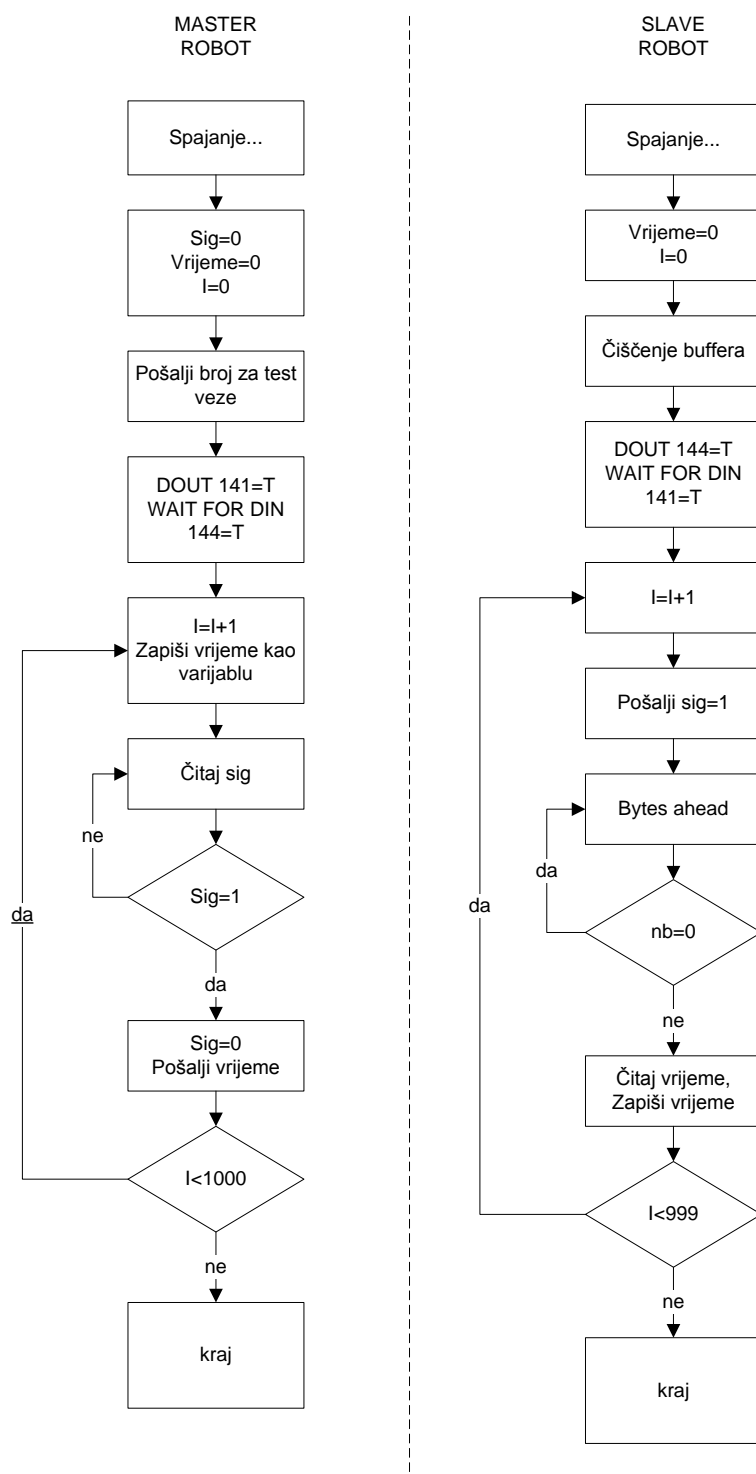 MASTER
ROBOT
Spajanje...
Sig=0
Vrijeme=0
I=0
Pošalji broj za test
veze
DOUT 141=T
WAIT FOR DIN
144=T
I=I+1
Zapiši vrijeme kao
varijablu
Čitaj sig
ne
Sig=1
da
da
Sig=0
Pošalji vrijeme
I<1000
ne
kraj
SLAVE
ROBOT
Spajanje...
Vrijeme=0
I=0
Čiščenje buffera
DOUT 144=T
WAIT FOR DIN
141=T
I=I+1
Pošalji sig=1
Bytes ahead
da
da
nb=0
ne
Čitaj vrijeme,
Zapiši vrijeme
I<999
ne
kraj